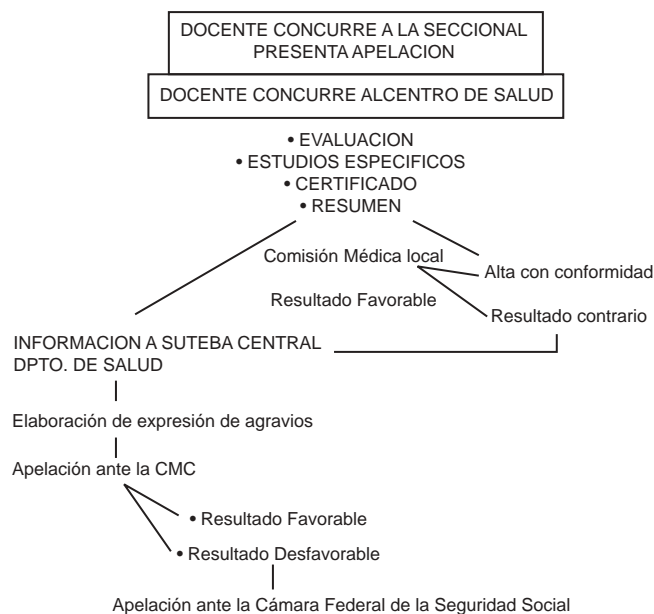 DOCENTE CONCURRE A LA SECCIONAL
PRESENTA APELACION
DOCENTE CONCURRE ALCENTRO DE SALUD
• EVALUACION
• ESTUDIOS ESPECIFICOS
• CERTIFICADO
• RESUMEN
Comisión Médica local
Alta con conformidad
Resultado Favorable
Resultado contrario
INFORMACION A SUTEBA CENTRAL
DPTO. DE SALUD
Elaboración de expresión de agravios
Apelación ante la CMC
• Resultado Favorable
• Resultado Desfavorable
Apelación ante la Cámara Federal de la Seguridad Social